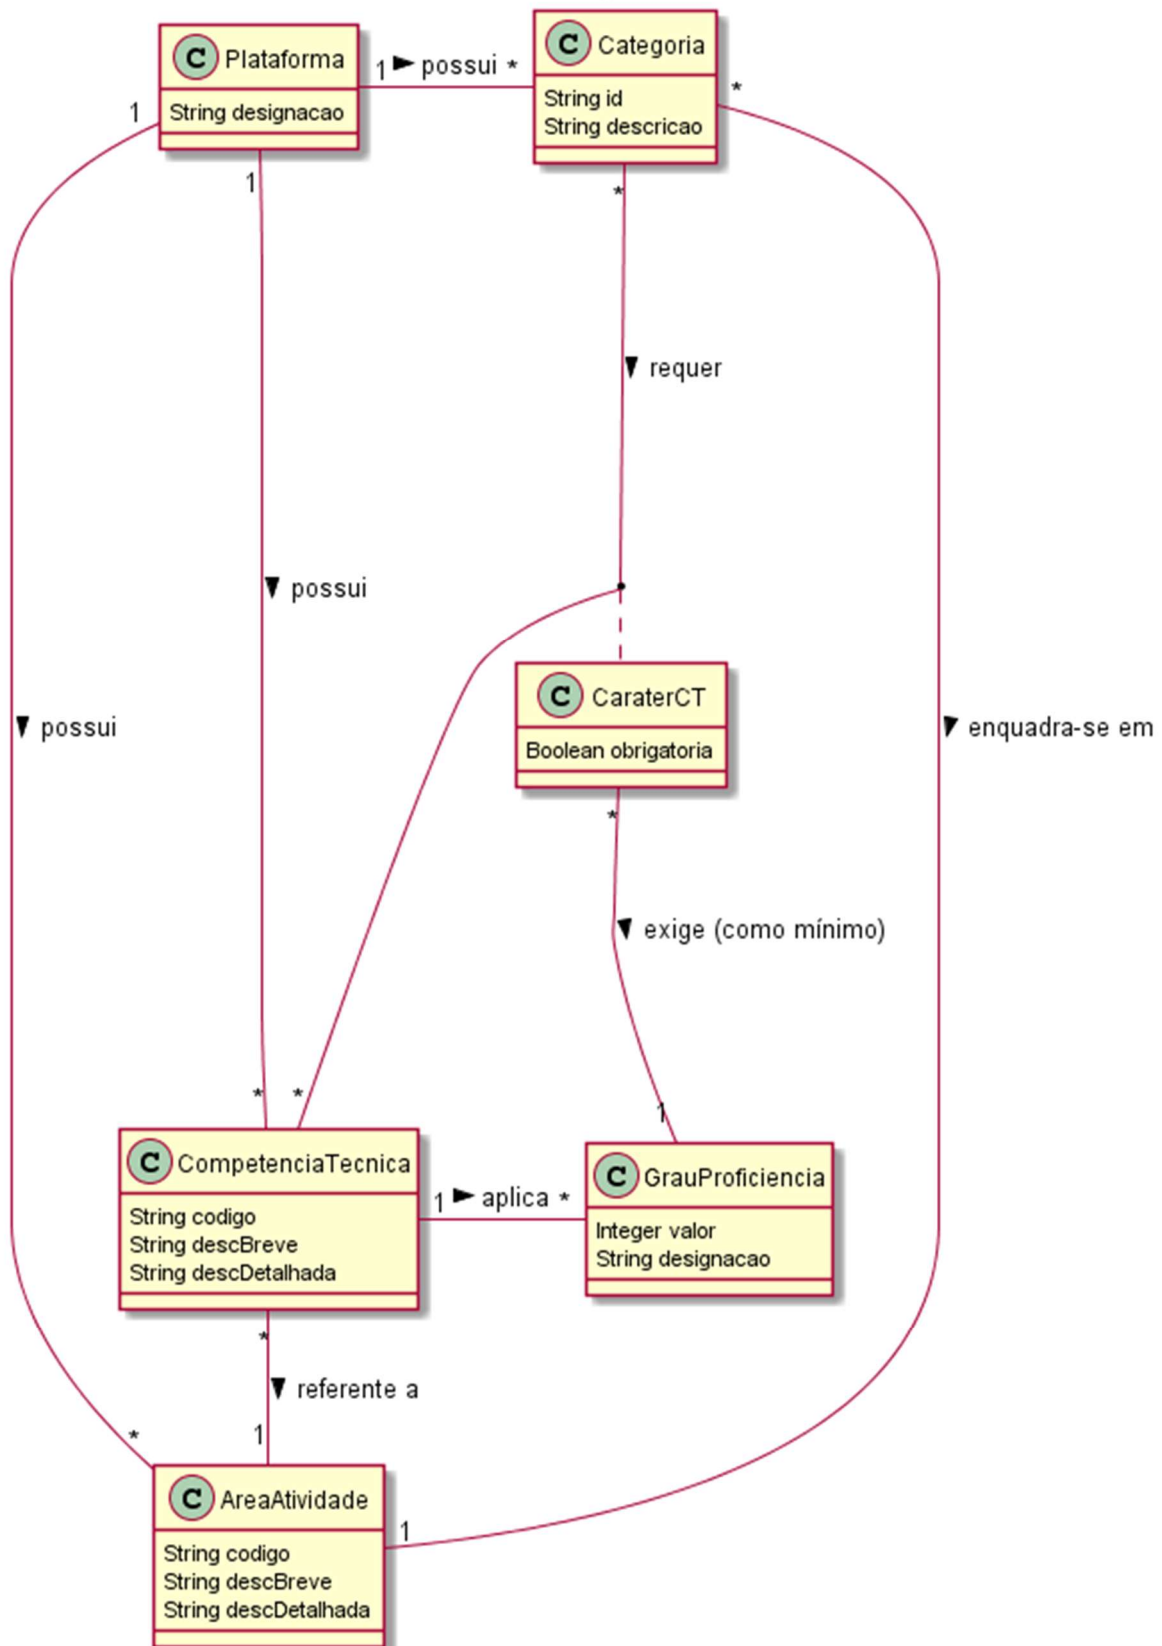 C Plataforma
String designacao
1 ► possui *
C Categoria
String id
String descricao
1
1
*
*
▼ requer
▼ possui
C CaraterCT
Boolean obrigatoria
▼ possui
▼ enquadra-se em
*
▼ exige (como mínimo)
*
*
1
C CompetenciaTecnica
String codigo
String descBreve
String descDetalhada
1 ► aplica *
C GrauProficiencia
Integer valor
String designacao
*
▼ referente a
1
*
C AreaAtividade
String codigo
String descBreve
String descDetalhada
1